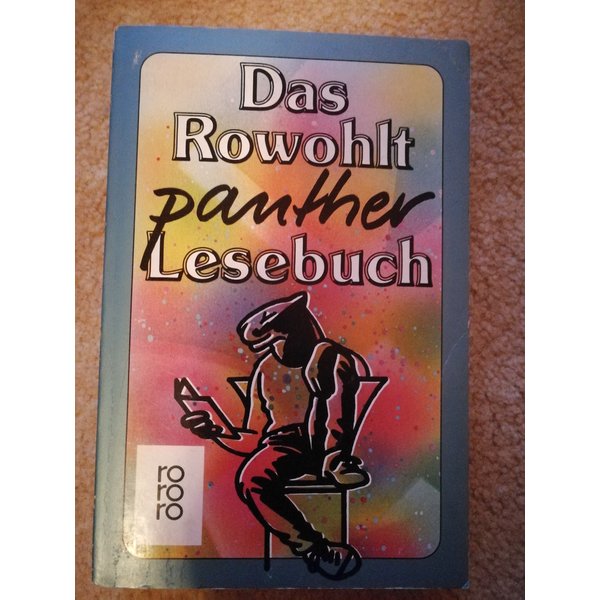 Das
Rowohlt
panther
Lesebuch
ro
ro
ro